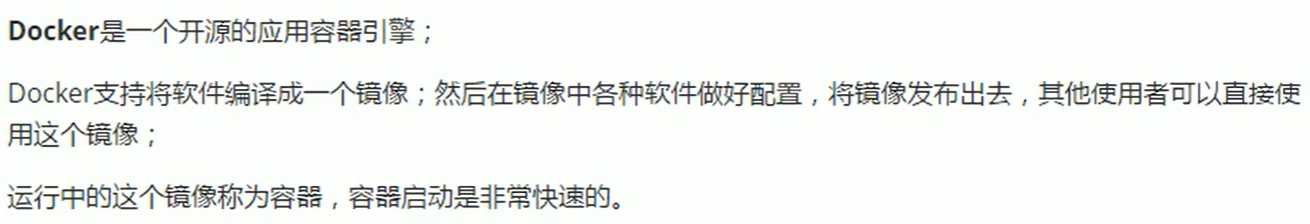 Docker是一个开源的应用容器引擎；
Docker支持将软件编译成一个镜像；然后在镜像中各种软件做好配置，将镜像发布出去，其他使用者可以直接使
用这个镜像；
运行中的这个镜像称为容器，容器启动是非常快速的。